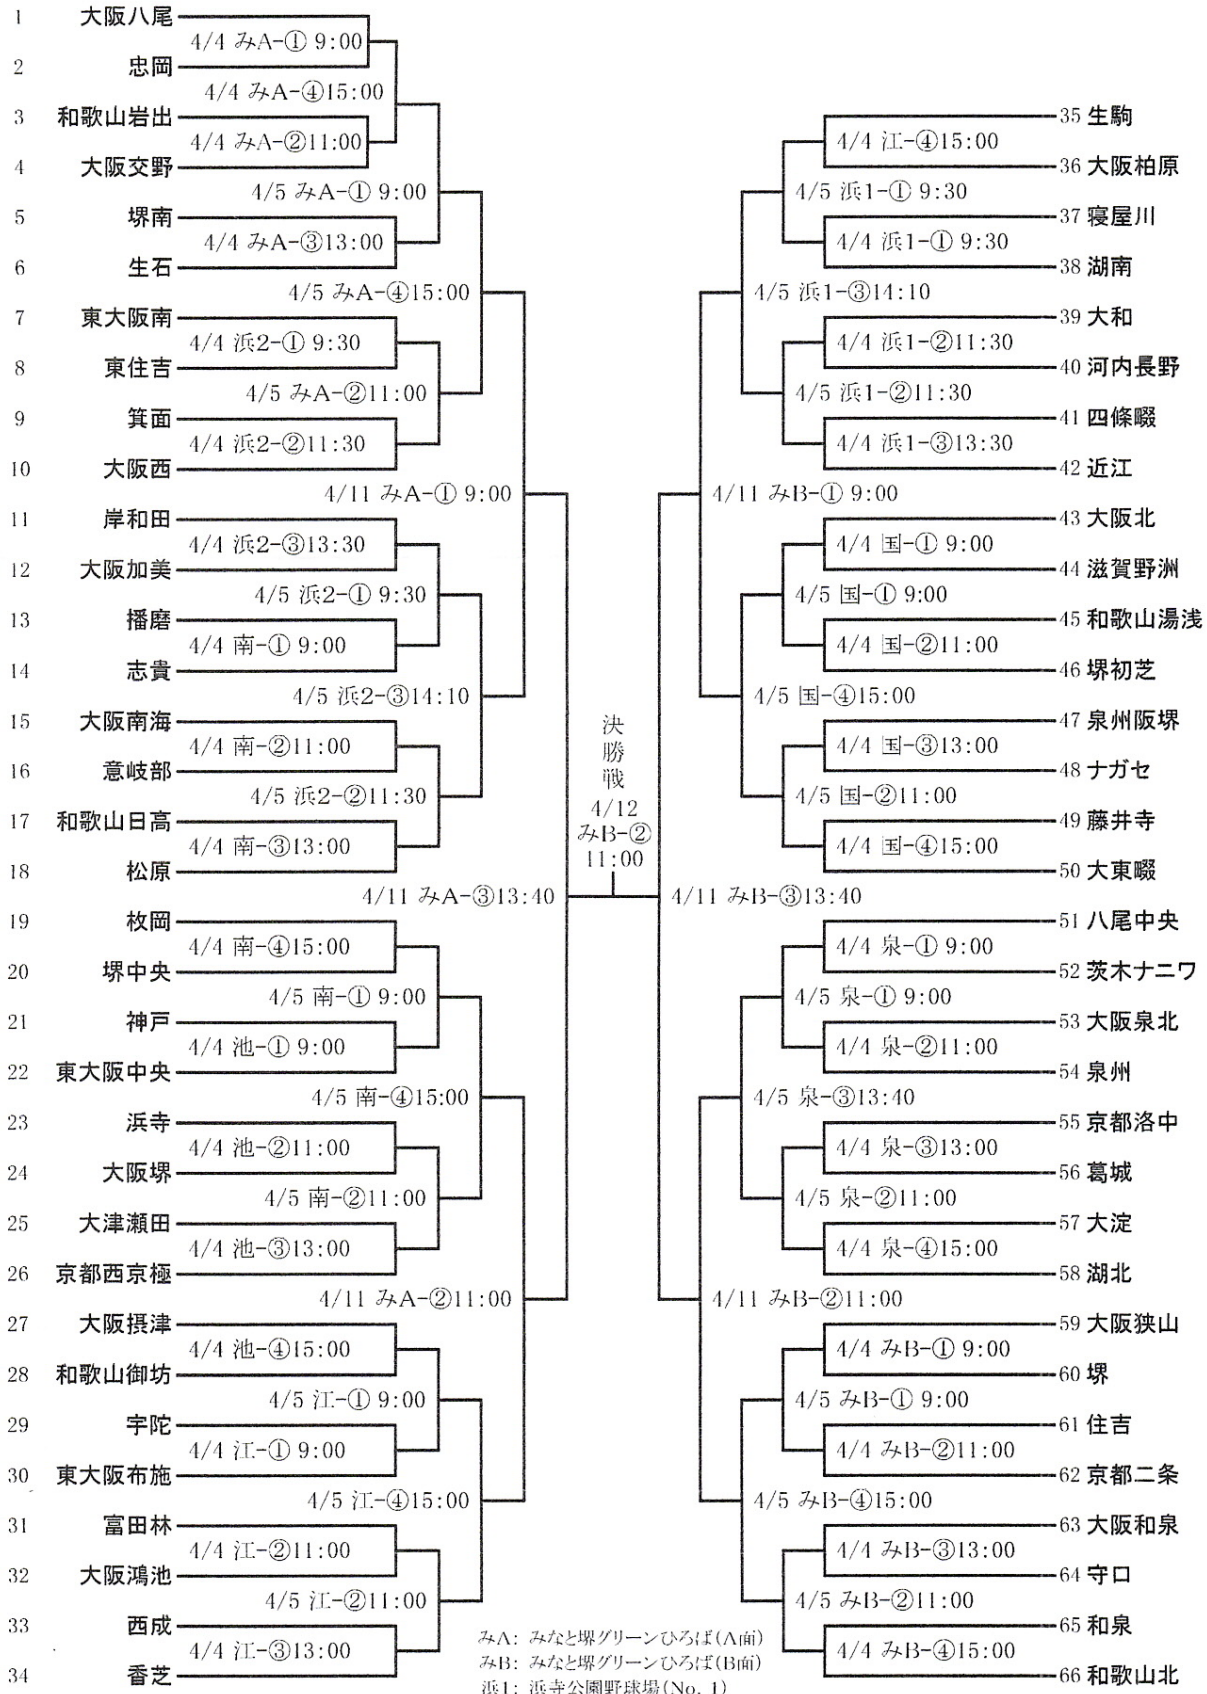 1 大阪八尾
4/4 みA-① 9:00
2 忠岡
4/4 みA-④15:00
3 和歌山岩出
4/4 みA-②11:00
4 大阪交野
4/5 みA-① 9:00
5 堺南
4/4 みA-③13:00
6 生石
4/5 みA-④15:00
7 東大阪南
4/4 浜2-① 9:30
8 東住吉
4/5 みA-②11:00
9 箕面
4/4 浜2-②11:30
10 大阪西
4/11 みA-① 9:00
11 岸和田
4/4 浜2-③13:30
12 大阪加美
4/5 浜2-① 9:30
13 播磨
4/4 南-① 9:00
14 志貴
4/5 浜2-③14:10
15 大阪南海
4/4 南-②11:00
16 意岐部
4/5 浜2-②11:30
17 和歌山日高
4/4 南-③13:00
18 松原
4/11 みA-③13:40
19 枚岡
4/4 南-④15:00
20 堺中央
4/5 南-① 9:00
21 神戸
4/4 池-① 9:00
22 東大阪中央
4/5 南-④15:00
23 浜寺
4/4 池-②11:00
24 大阪堺
4/5 南-②11:00
25 大津瀬田
4/4 池-③13:00
26 京都西京極
4/11 みA-②11:00
27 大阪摂津
4/4 池-④15:00
28 和歌山御坊
4/5 江-① 9:00
29 宇陀
4/4 江-① 9:00
30 東大阪布施
4/5 江-④15:00
31 富田林
4/4 江-②11:00
32 大阪鴻池
4/5 江-②11:00
33 西成
4/4 江-③13:00
34 香芝
決勝戦
4/12
みB-②
11:00
35 生駒
4/4 江-④15:00
36 大阪柏原
4/5 浜1-① 9:30
37 寝屋川
4/4 浜1-① 9:30
38 湖南
4/5 浜1-③14:10
39 大和
4/4 浜1-②11:30
40 河内長野
4/5 浜1-②11:30
41 四條畷
4/4 浜1-③13:30
42 近江
4/11 みB-① 9:00
43 大阪北
4/4 国-① 9:00
44 滋賀野洲
4/5 国-① 9:00
45 和歌山湯浅
4/4 国-②11:00
46 堺初芝
4/5 国-④15:00
47 泉州阪堺
4/4 国-③13:00
48 ナガセ
4/5 国-②11:00
49 藤井寺
4/4 国-④15:00
50 大東畷
4/11 みB-③13:40
51 八尾中央
4/4 泉-① 9:00
52 茨木ナニワ
4/5 泉-① 9:00
53 大阪泉北
4/4 泉-②11:00
54 泉州
4/5 泉-③13:40
55 京都洛中
4/4 泉-③13:00
56 葛城
4/5 泉-②11:00
57 大淀
4/4 泉-④15:00
58 湖北
4/11 みB-②11:00
59 大阪狭山
4/4 みB-① 9:00
60 堺
4/5 みB-① 9:00
61 住吉
4/4 みB-②11:00
62 京都二条
4/5 みB-④15:00
63 大阪和泉
4/4 みB-③13:00
64 守口
4/5 みB-②11:00
65 和泉
4/4 みB-④15:00
66 和歌山北
みA: みなと堺グリーンひろば(A面)
みB: みなと堺グリーンひろば(B面)
浜1: 浜寺公園野球場(No. 1)